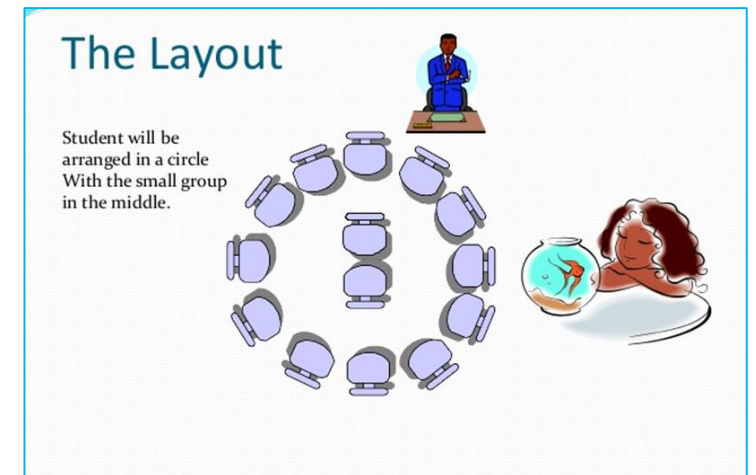 The Layout
Student will be
arranged in a circle
With the small group
in the middle.